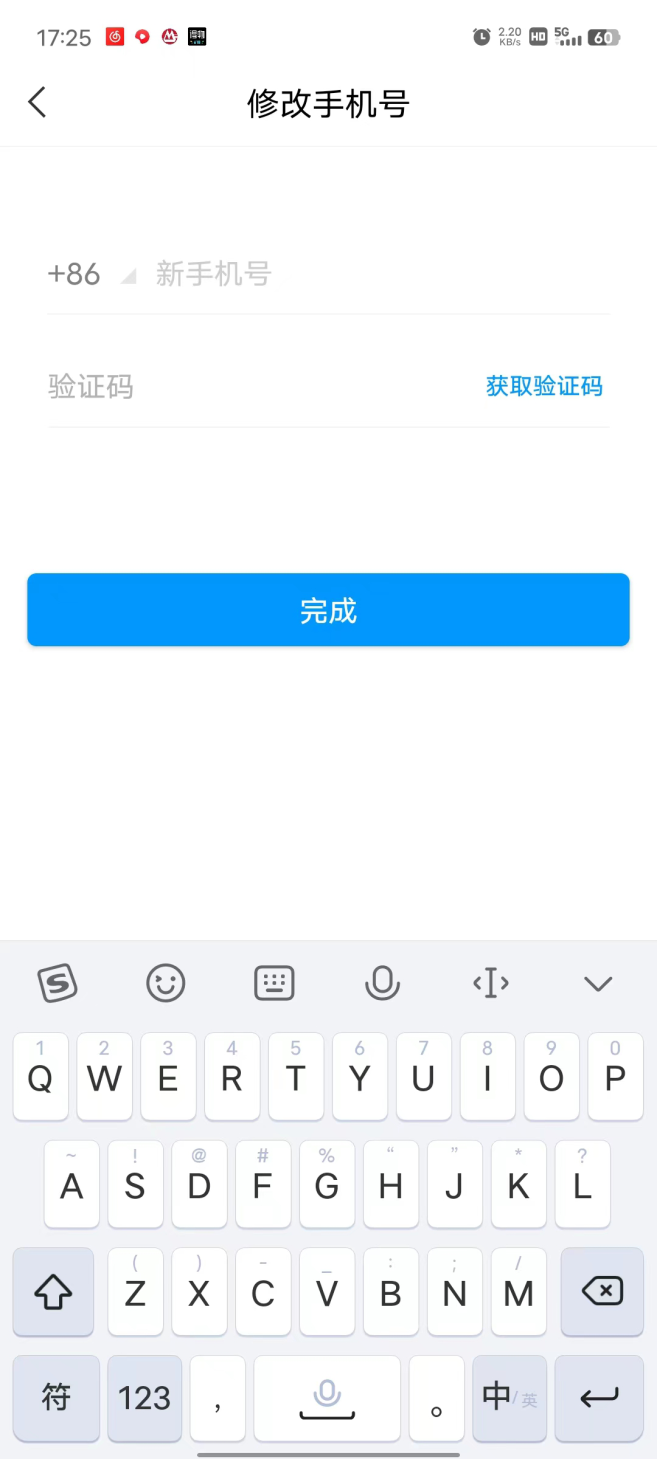 17:25 得物 2.20 KB/s HD 5G 60
修改手机号
+86 新手机号
验证码 获取验证码
完成
1 2 3 4 5 6 7 8 9 0
Q W E R T Y U I O P
~ ! @ # % “ ” * ?
A S D F G H J K L
( ) - _ : ; /
Z X C V B N M
符 123 , 。 中/英